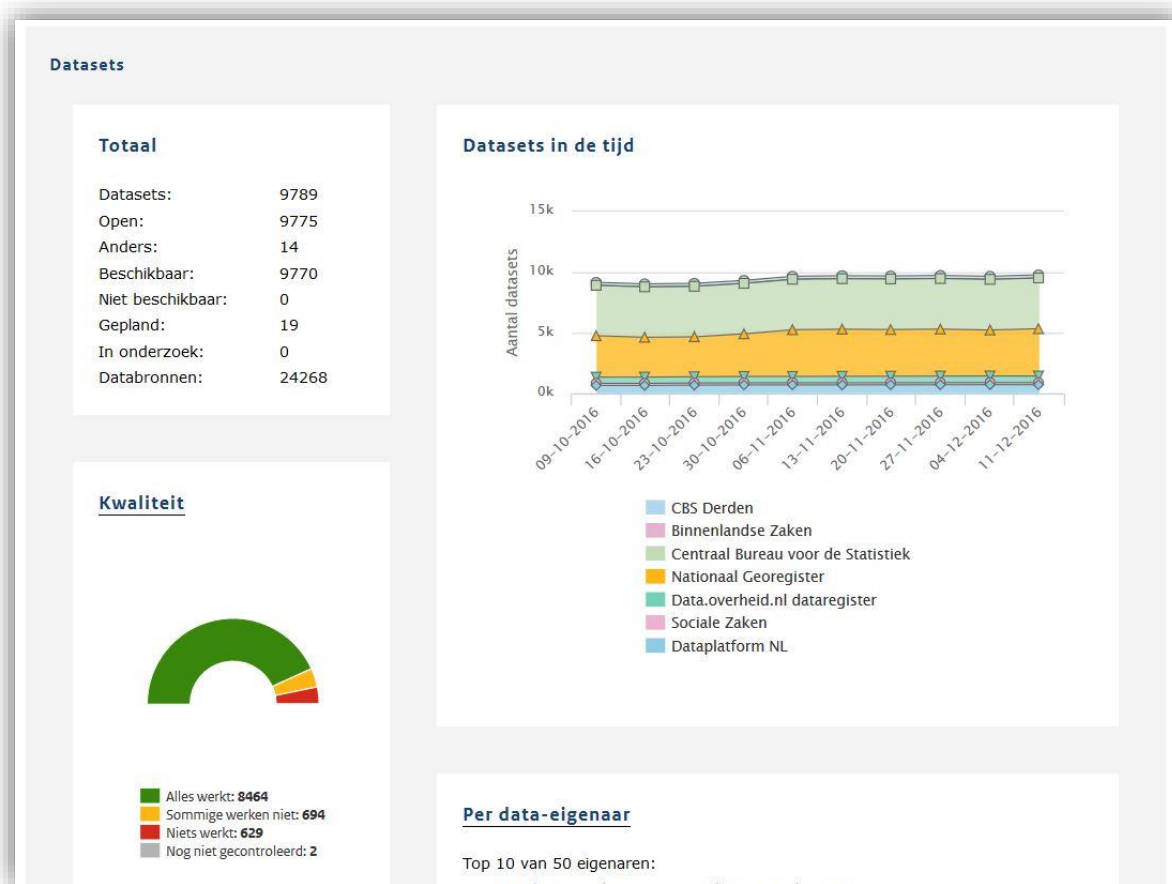 Datasets
Totaal
Datasets: 9789
Open: 9775
Anders: 14
Beschikbaar: 9770
Niet beschikbaar: 0
Gepland: 19
In onderzoek: 0
Databronnen: 24268
Datasets in de tijd
Aantal datasets
15k
10k
5k
0k
09-10-2016
16-10-2016
23-10-2016
30-10-2016
06-11-2016
13-11-2016
20-11-2016
27-11-2016
04-12-2016
11-12-2016
CBS Derden
Binnenlandse Zaken
Centraal Bureau voor de Statistiek
Nationaal Georegister
Data.overheid.nl dataregister
Sociale Zaken
Dataplatform NL
Kwaliteit
Alles werkt: 8464
Sommige werken niet: 694
Niets werkt: 629
Nog niet gecontroleerd: 2
Per data-eigenaar
Top 10 van 50 eigenaren: